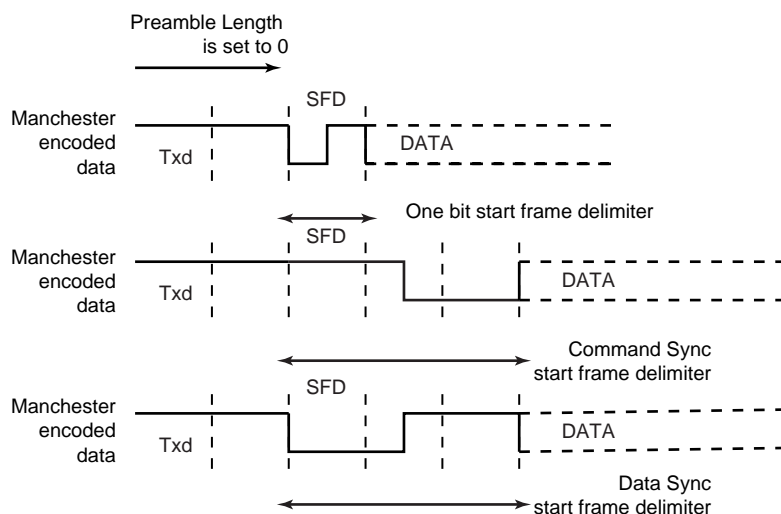 Preamble Length
is set to 0
SFD
Manchester
encoded
data
Txd
DATA
One bit start frame delimiter
SFD
Manchester
encoded
data
Txd
DATA
Command Sync
start frame delimiter
SFD
Manchester
encoded
data
Txd
DATA
Data Sync
start frame delimiter